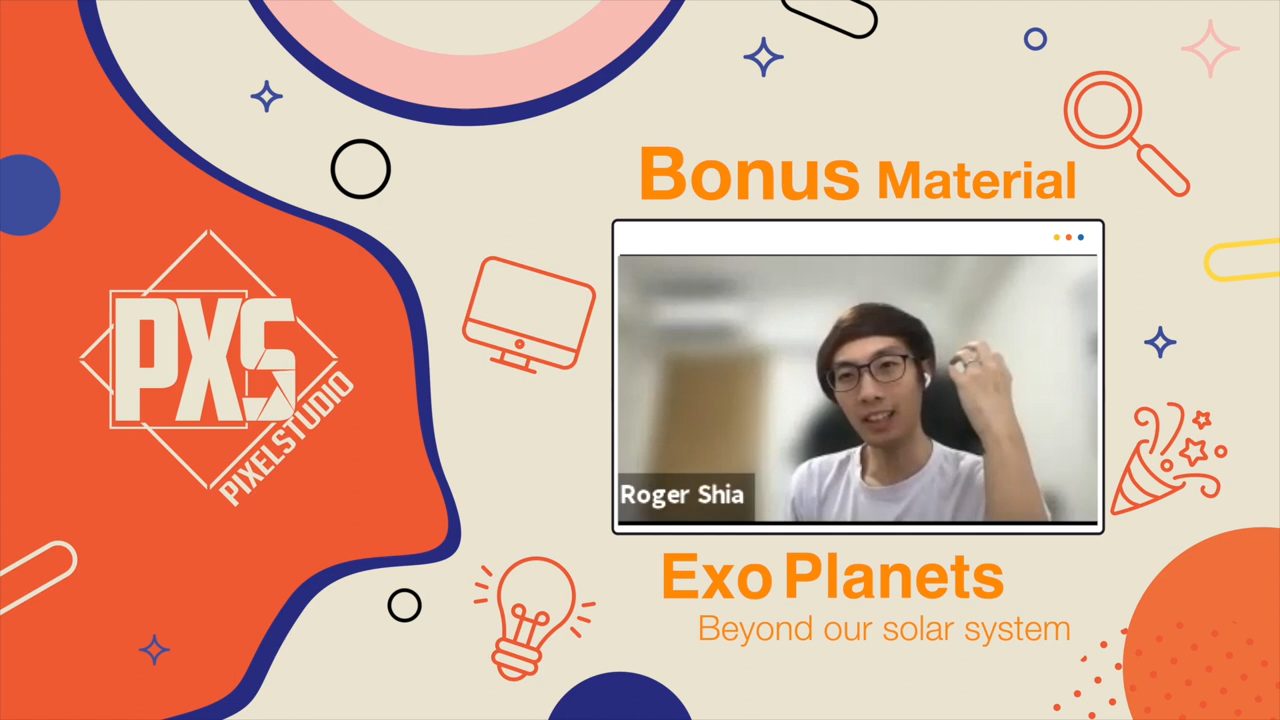 Bonus Material
PXS
PIXELSTUDIO
Roger Shia
Exo Planets
Beyond our solar system